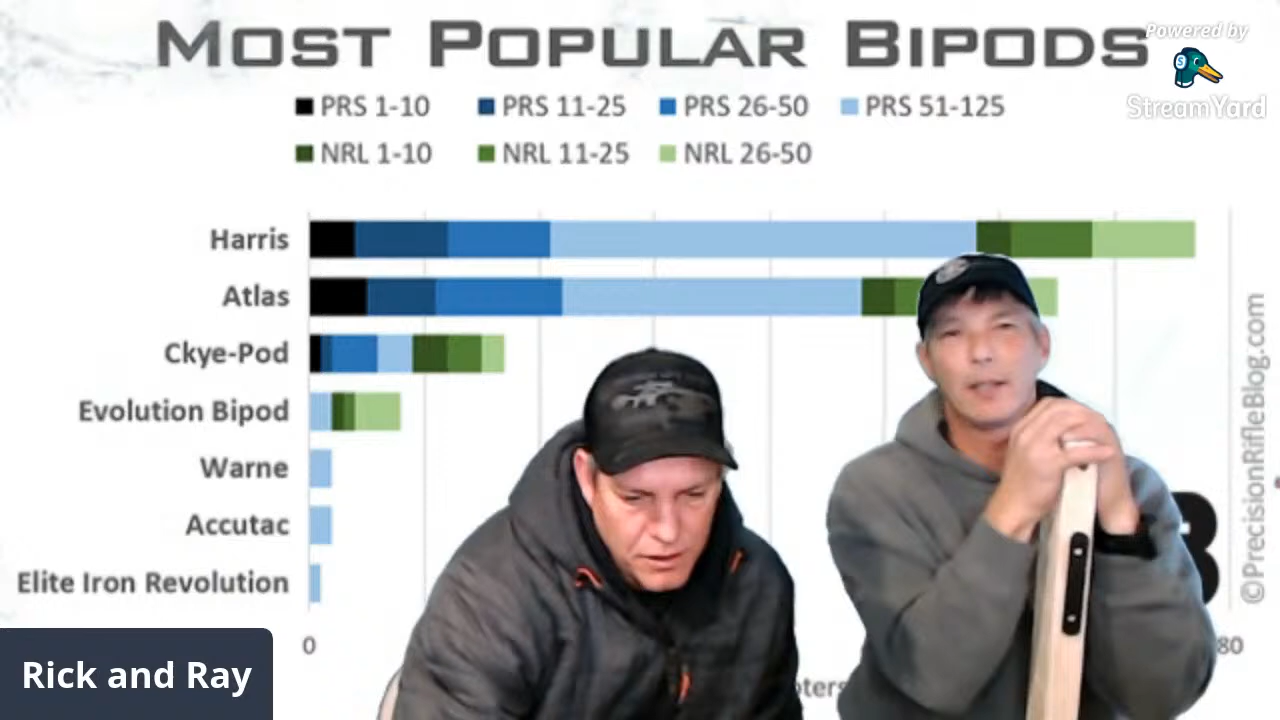 MOST POPULAR BIPODS
Powered by
StreamYard
PRS 1-10 PRS 11-25 PRS 26-50 PRS 51-125
NRL 1-10 NRL 11-25 NRL 26-50
Harris
Atlas
Ckye-Pod
Evolution Bipod
Warne
Accutac
Elite Iron Revolution
0
80
©PrecisionRifleBlog.com
Rick and Ray